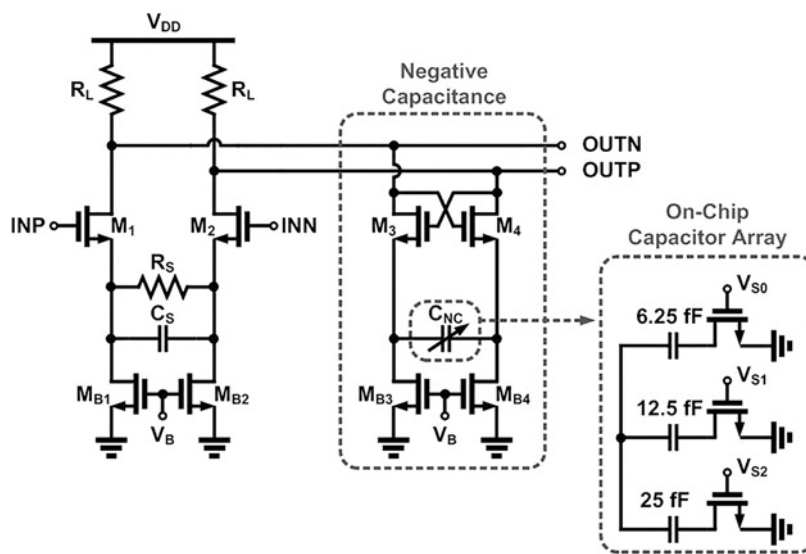 V_DD
R_L
R_L
Negative
Capacitance
OUTN
OUTP
INP
M_1
M_2
INN
M_3
M_4
On-Chip
Capacitor Array
R_S
C_S
C_NC
V_S0
6.25 fF
V_S1
12.5 fF
V_S2
25 fF
M_B1
M_B2
V_B
M_B3
M_B4
V_B